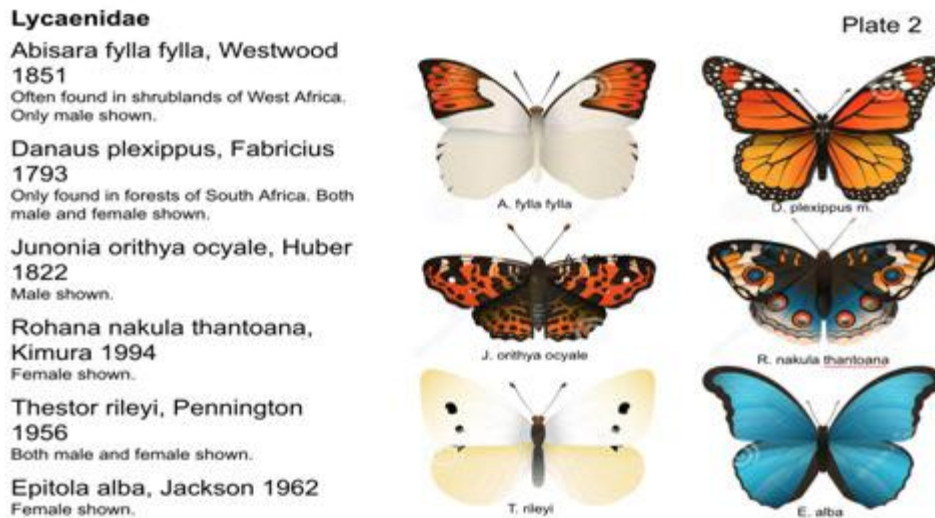 Lycaenidae
Abisara fylla fylla, Westwood
1851
Often found in shrublands of West Africa.
Only male shown.
Danaus plexippus, Fabricius
1793
Only found in forests of South Africa. Both
male and female shown.
Junonia orithya ocyale, Huber
1822
Male shown.
Rohana nakula thantoana,
Kimura 1994
Female shown.
Thestor rileyi, Pennington
1956
Both male and female shown.
Epitola alba, Jackson 1962
Female shown.
Plate 2
A. fylla fylla
D. plexippus m.
J. orithya ocyale
R. nakula thantoana
T. rileyi
E. alba